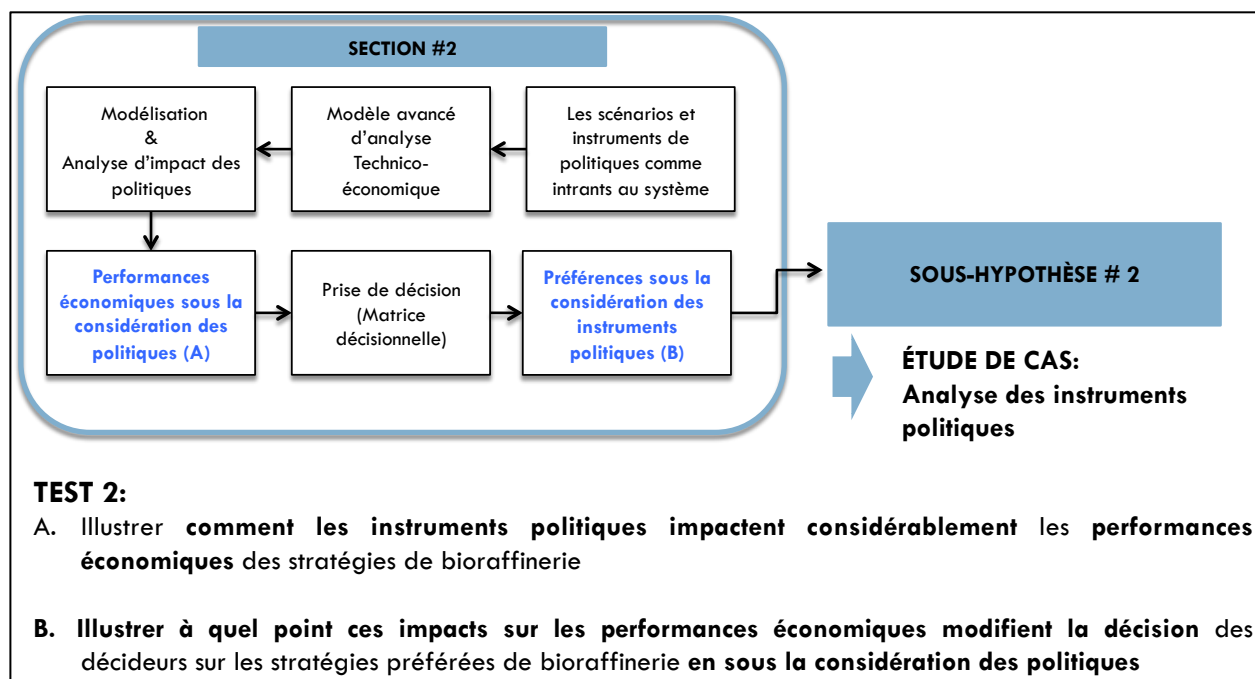 SECTION #2
Modélisation
&
Analyse d'impact des
politiques
Modèle avancé
d'analyse
Technico-
économique
Les scénarios et
instruments de
politiques comme
intrants au système
Performances
économiques sous la
considération des
politiques (A)
Prise de décision
(Matrice
décisionnelle)
Préférences sous la
considération des
instruments
politiques (B)
SOUS-HYPOTHÈSE # 2
ÉTUDE DE CAS:
Analyse des instruments
politiques
TEST 2:
A. Illustrer comment les instruments politiques impactent considérablement les performances
économiques des stratégies de bioraffinerie
B. Illustrer à quel point ces impacts sur les performances économiques modifient la décision des
décideurs sur les stratégies préférées de bioraffinerie en sous la considération des politiques